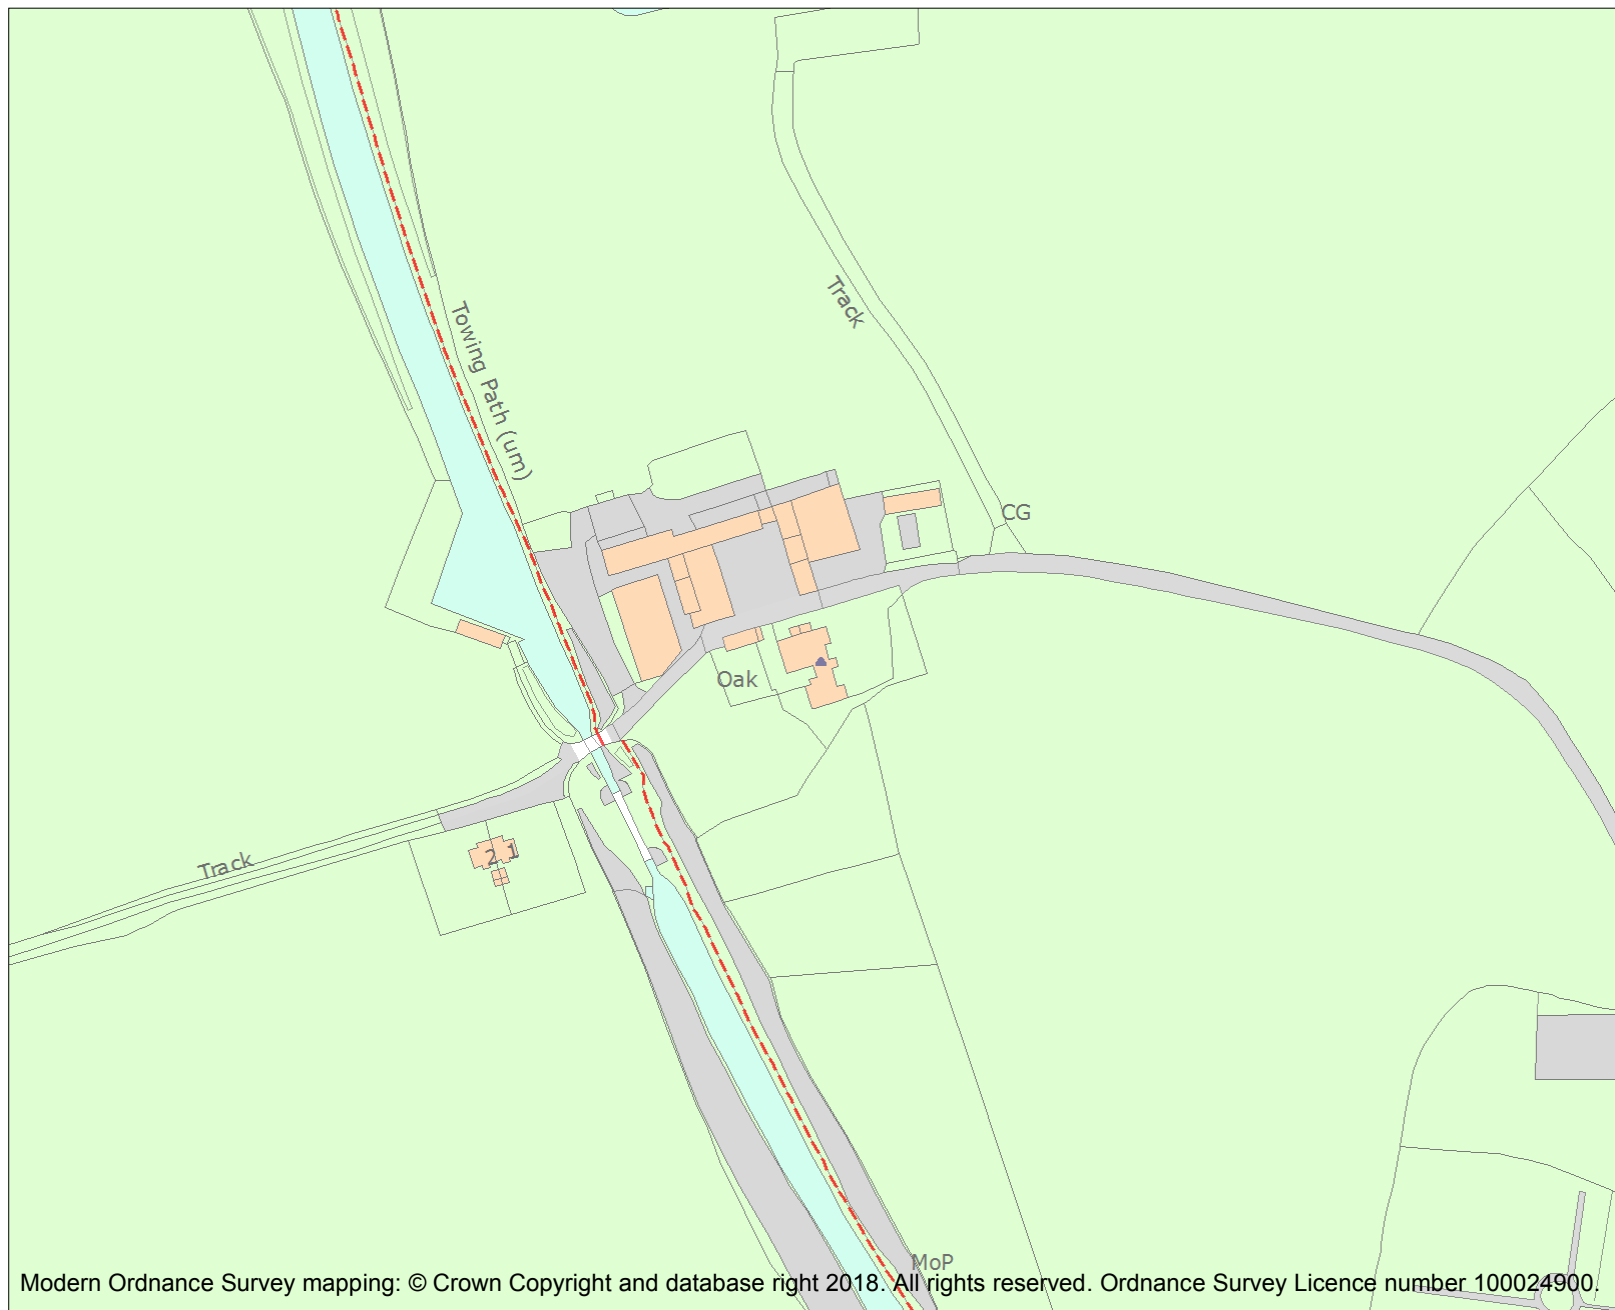 Towing Path (um)
Track
CG
Oak
2 1
Track
MoP
Modern Ordnance Survey mapping: © Crown Copyright and database right 2018. All rights reserved. Ordnance Survey Licence number 100024900.